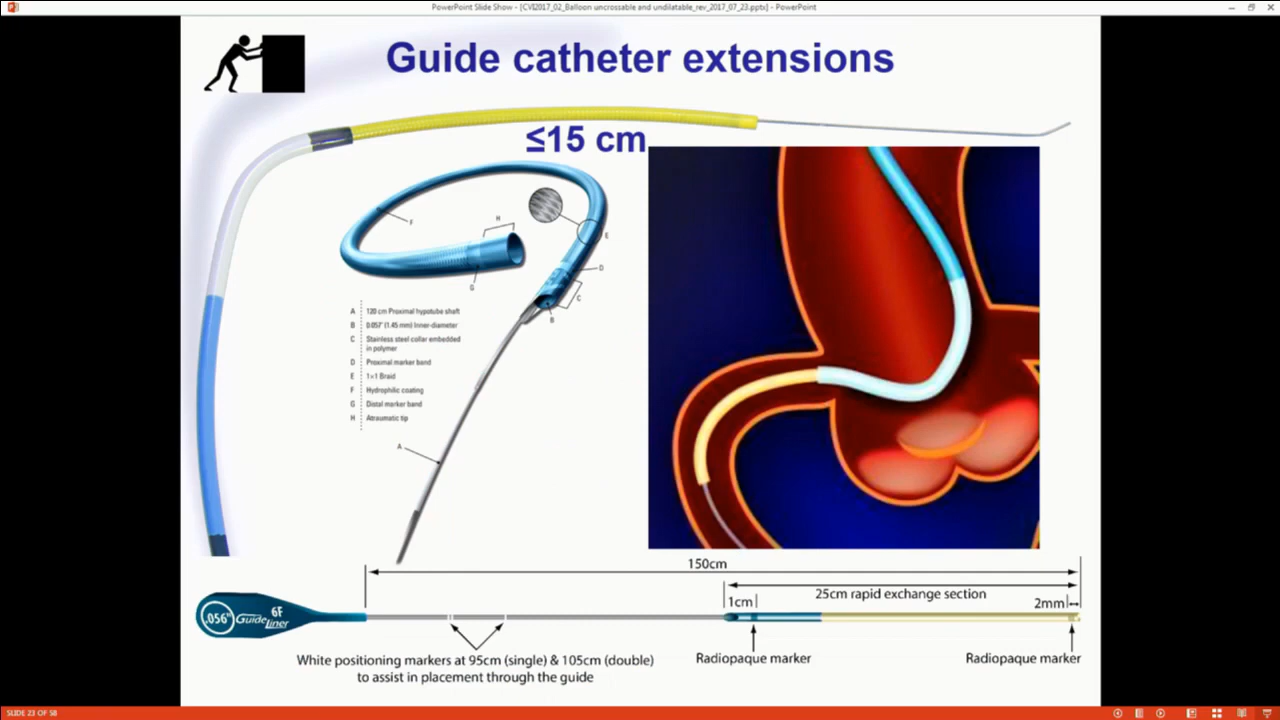 PowerPoint Slide Show - [CVI2017_02_Balloon uncrossable and undilatable_rev_2017_07_23.pptx] - PowerPoint
Guide catheter extensions
≤15 cm
H
F
E
D
G
C
B
A 120 cm Proximal hypotube shaft
B 0.057" (1.45 mm) Inner-diameter
C Stainless steel collar embedded
in polymer
D Proximal marker band
E 1×1 Braid
F Hydrophilic coating
G Distal marker band
H Atraumatic tip
A
150cm
25cm rapid exchange section
1cm
2mm
.056" GuideLiner 6F
White positioning markers at 95cm (single) & 105cm (double)
to assist in placement through the guide
Radiopaque marker
Radiopaque marker
SLIDE 23 OF 58